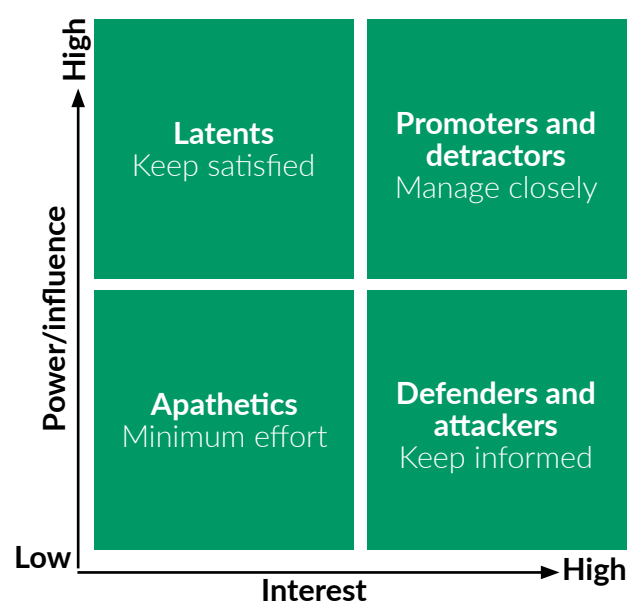 High
Power/influence
Latents
Keep satisfied
Promoters and
detractors
Manage closely
Apathetics
Minimum effort
Defenders and
attackers
Keep informed
Low
Interest
High